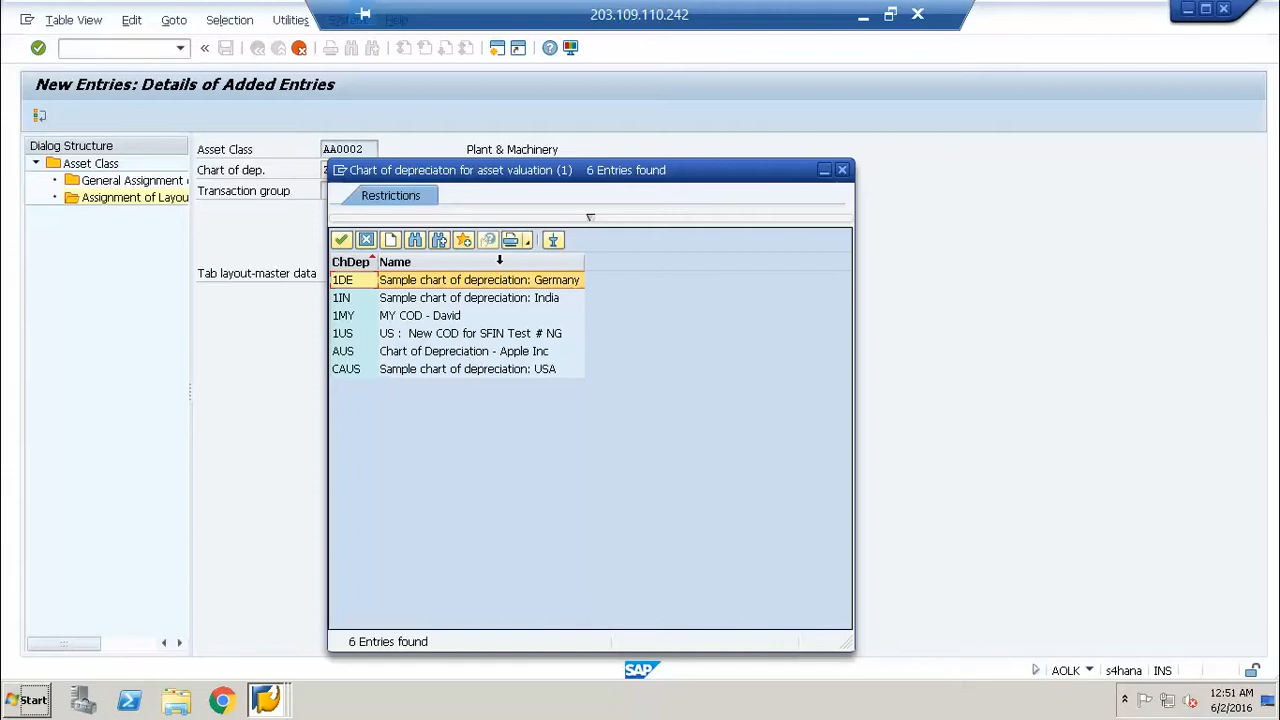 203.109.110.242
Table View Edit Goto Selection Utilities System Help
New Entries: Details of Added Entries
Dialog Structure
Asset Class
General Assignment
Assignment of Layou
Asset Class AA0002 Plant & Machinery
Chart of dep.
Transaction group
Tab layout-master data
Chart of depreciaton for asset valuation (1) 6 Entries found
Restrictions
ChDep Name
1DE Sample chart of depreciation: Germany
1IN Sample chart of depreciation: India
1MY MY COD - David
1US US : New COD for SFIN Test # NG
AUS Chart of Depreciation - Apple Inc
CAUS Sample chart of depreciation: USA
6 Entries found
SAP
AOLK s4hana INS
Start
12:51 AM
6/2/2016